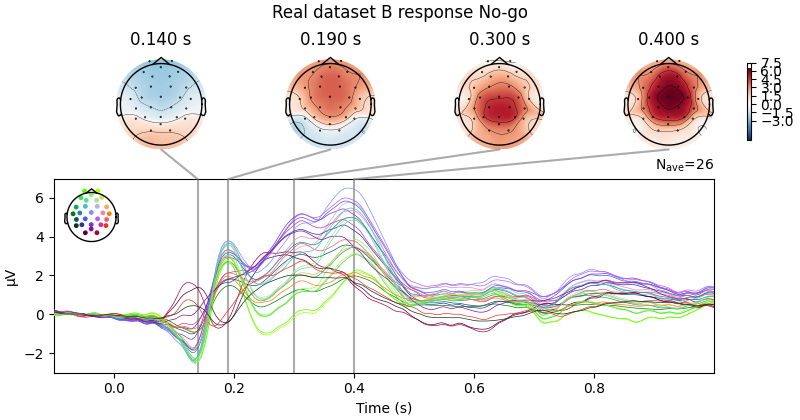 Real dataset B response No-go
0.140 s
0.190 s
0.300 s
0.400 s
7.5
6.0
4.5
3.0
1.5
0.0
−1.5
−3.0
Nave=26
6
4
2
0
−2
µV
0.0
0.2
0.4
0.6
0.8
Time (s)